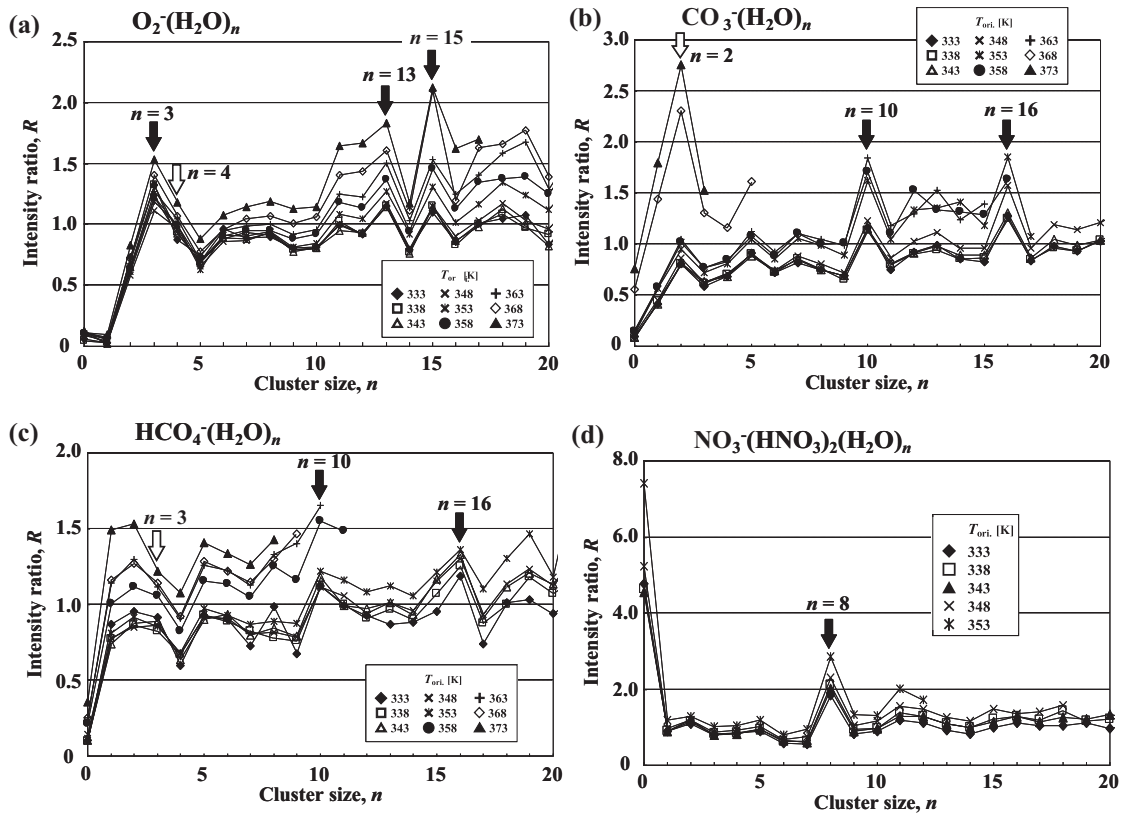 (a)
O₂⁻(H₂O)ₙ
n = 15
n = 13
n = 3
n = 4
2.5
2.0
1.5
1.0
0.5
0
Intensity ratio, R
T or [K]
333 348 363
338 353 368
343 358 373
0 5 10 15 20
Cluster size, n
(b)
CO₃⁻(H₂O)ₙ
Tori. [K]
333 348 363
338 353 368
343 358 373
n = 2
n = 10
n = 16
3.0
2.5
2.0
1.5
1.0
0.5
0
Intensity ratio, R
0 5 10 15 20
Cluster size, n
(c)
HCO₄⁻(H₂O)ₙ
n = 10
n = 3
n = 16
2.0
1.5
1.0
0.5
0
Intensity ratio, R
Tori. [K]
333 348 363
338 353 368
343 358 373
0 5 10 15 20
Cluster size, n
(d)
NO₃⁻(HNO₃)₂(H₂O)ₙ
8.0
6.0
4.0
2.0
0
Intensity ratio, R
Tori. [K]
333
338
343
348
353
n = 8
0 5 10 15 20
Cluster size, n